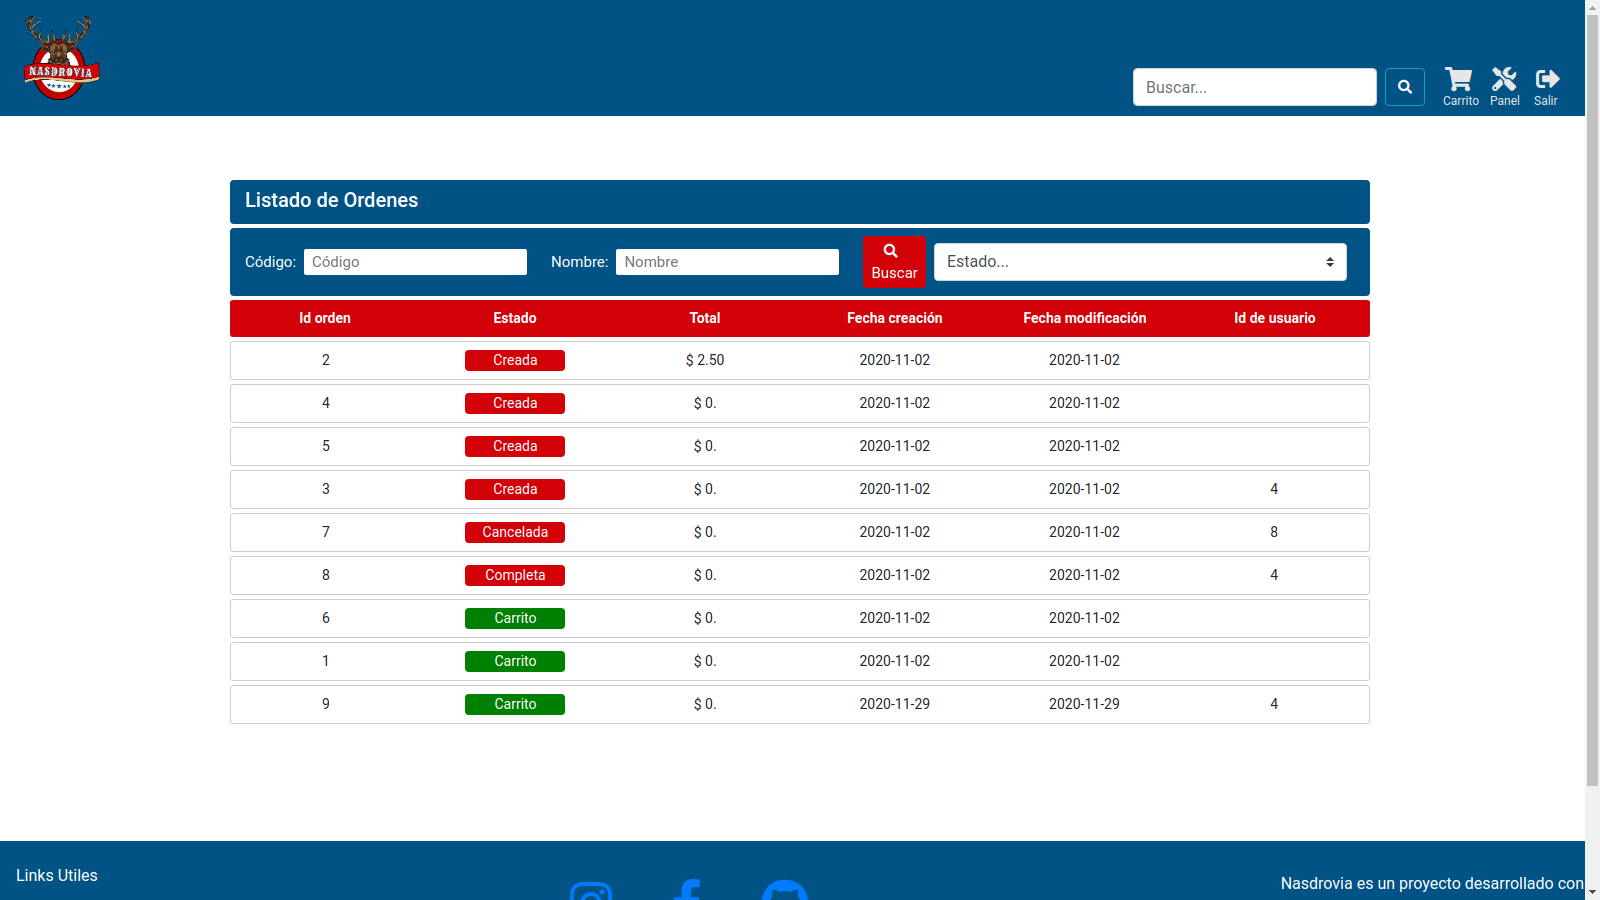 NASDROVIA
Buscar...
Carrito Panel Salir
Listado de Ordenes
Código: Código Nombre: Nombre Buscar Estado...
Id orden Estado Total Fecha creación Fecha modificación Id de usuario
2 Creada $ 2.50 2020-11-02 2020-11-02
4 Creada $ 0. 2020-11-02 2020-11-02
5 Creada $ 0. 2020-11-02 2020-11-02
3 Creada $ 0. 2020-11-02 2020-11-02 4
7 Cancelada $ 0. 2020-11-02 2020-11-02 8
8 Completa $ 0. 2020-11-02 2020-11-02 4
6 Carrito $ 0. 2020-11-02 2020-11-02
1 Carrito $ 0. 2020-11-02 2020-11-02
9 Carrito $ 0. 2020-11-29 2020-11-29 4
Links Utiles
Nasdrovia es un proyecto desarrollado con